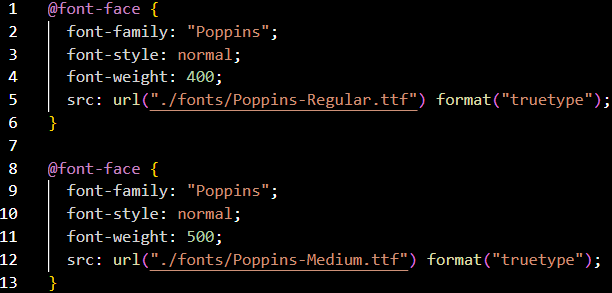 1 @font-face {
2   font-family: "Poppins";
3   font-style: normal;
4   font-weight: 400;
5   src: url("./fonts/Poppins-Regular.ttf") format("truetype");
6 }
7
8 @font-face {
9   font-family: "Poppins";
10   font-style: normal;
11   font-weight: 500;
12   src: url("./fonts/Poppins-Medium.ttf") format("truetype");
13 }